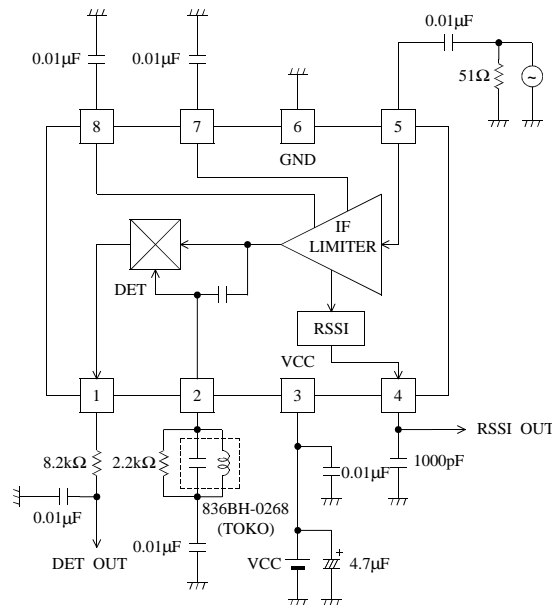 0.01µF
0.01µF
0.01µF
51Ω
~
8
7
6
5
GND
IF
LIMITER
DET
RSSI
VCC
1
2
3
4
RSSI OUT
8.2kΩ
2.2kΩ
0.01µF
1000pF
0.01µF
836BH-0268
(TOKO)
DET OUT
0.01µF
VCC
+
4.7µF